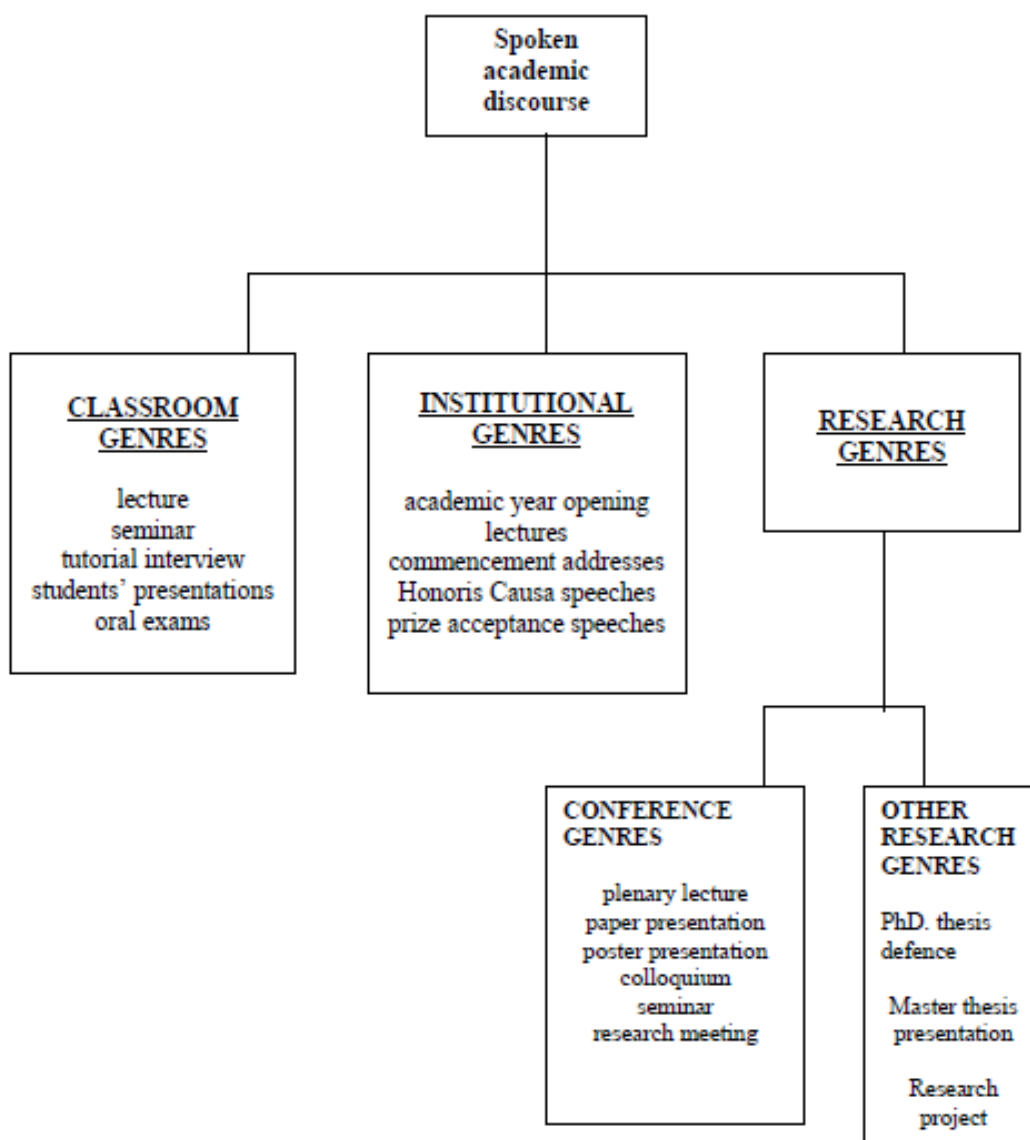 Spoken
academic
discourse
CLASSROOM
GENRES
lecture
seminar
tutorial interview
students’ presentations
oral exams
INSTITUTIONAL
GENRES
academic year opening
lectures
commencement addresses
Honoris Causa speeches
prize acceptance speeches
RESEARCH
GENRES
CONFERENCE
GENRES
plenary lecture
paper presentation
poster presentation
colloquium
seminar
research meeting
OTHER
RESEARCH
GENRES
PhD. thesis
defence
Master thesis
presentation
Research
project